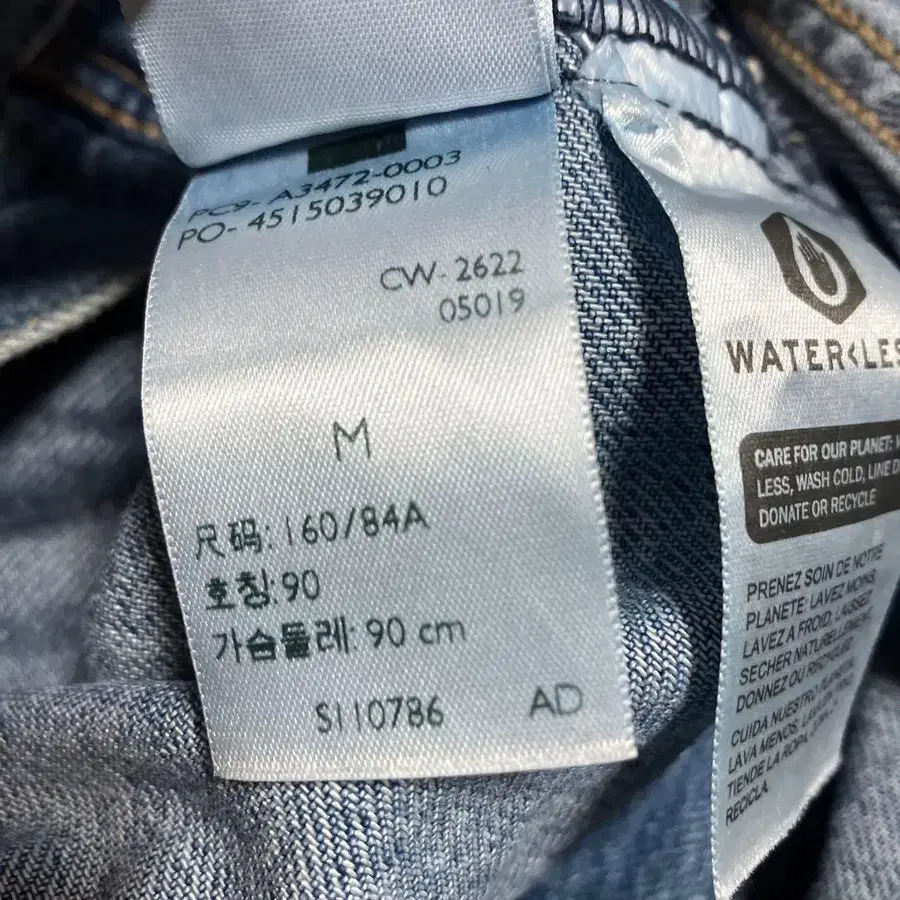 PC9- A3472-0003
PO- 4515039010
CW- 2622
05019
M
尺码: 160/84A
호칭: 90
가슴둘레: 90 cm
S110786 AD
WATER<LES
CARE FOR OUR PLANET:
LESS, WASH COLD, LINE D
DONATE OR RECYCLE
PRENEZ SOIN DE NOTRE
PLANETE: LAVEZ MOINS,
LAVEZ A FROID, LAISSEZ
SECHER NATURELLEMENT,
DONNEZ OU RECYCLEZ
CUIDA NUESTRO PLANETA:
LAVA MENOS, LAVA
TIENDE LA ROPA,
RECICLA.